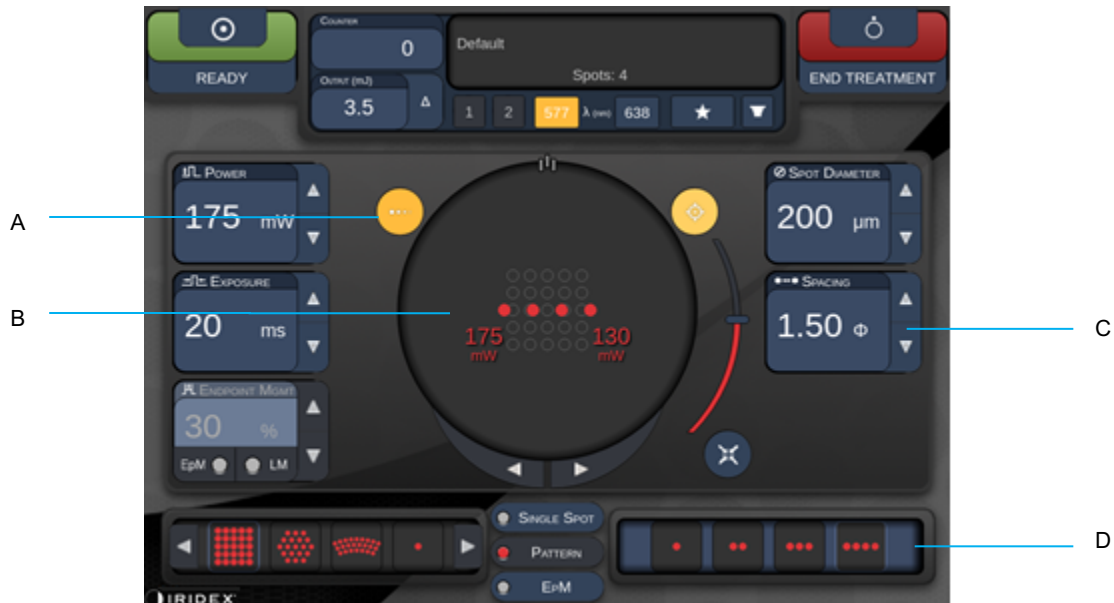 COUNTER
0
OUTPUT (mJ)
3.5
Δ
Default
Spots: 4
1 2 577 λ (nm) 638
READY
END TREATMENT
POWER
175 mW
EXPOSURE
20 ms
ENDPOINT MGMT
30 %
EpM LM
175
mW
130
mW
SPOT DIAMETER
200 µm
SPACING
1.50 Φ
SINGLE SPOT
PATTERN
EPM
IRIDEX
A
B
C
D